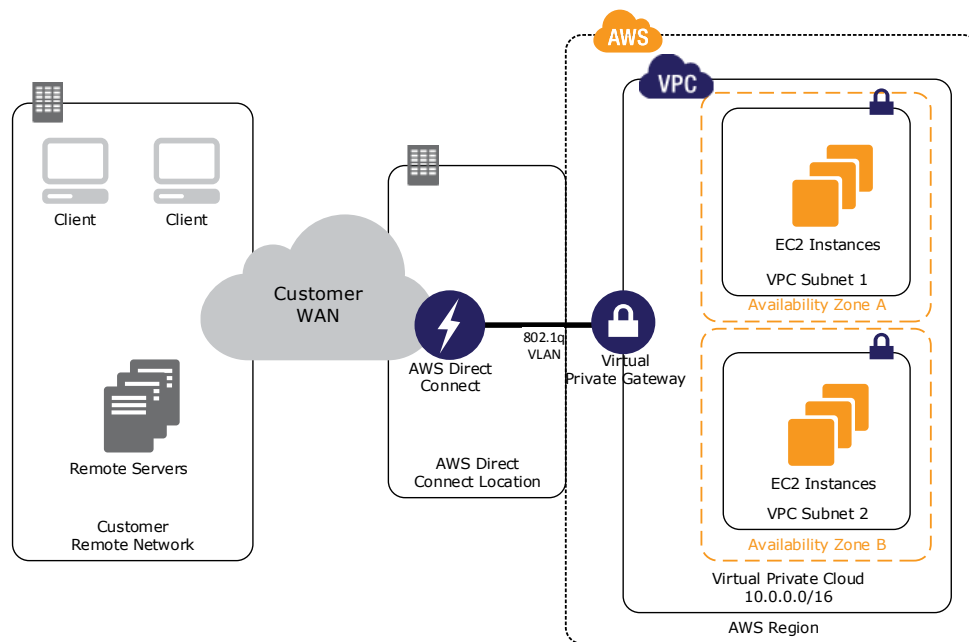 AWS
VPC
Client
Client
EC2 Instances
VPC Subnet 1
Availability Zone A
Customer
WAN
802.1q
VLAN
AWS Direct
Connect
Virtual
Private Gateway
Remote Servers
AWS Direct
Connect Location
EC2 Instances
VPC Subnet 2
Availability Zone B
Customer
Remote Network
Virtual Private Cloud
10.0.0.0/16
AWS Region